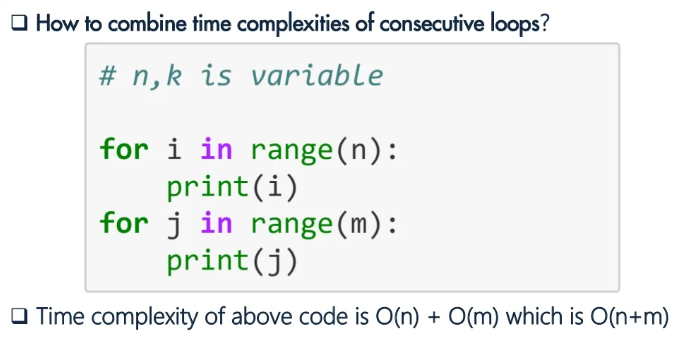 ❑ How to combine time complexities of consecutive loops?
# n,k is variable
for i in range(n):
    print(i)
for j in range(m):
    print(j)
❑ Time complexity of above code is O(n) + O(m) which is O(n+m)